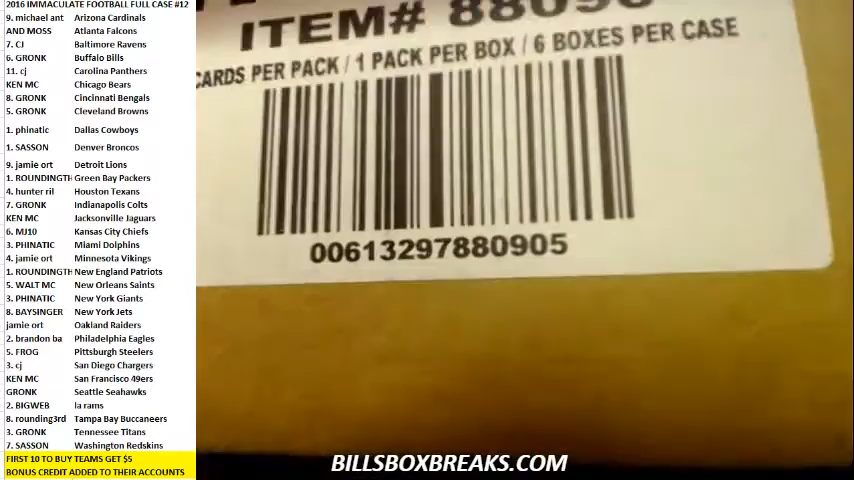 2016 IMMACULATE FOOTBALL FULL CASE #12
9. michael ant Arizona Cardinals
AND MOSS Atlanta Falcons
7. CJ Baltimore Ravens
6. GRONK Buffalo Bills
11. cj Carolina Panthers
KEN MC Chicago Bears
8. GRONK Cincinnati Bengals
5. GRONK Cleveland Browns
1. phinatic Dallas Cowboys
1. SASSON Denver Broncos
9. jamie ort Detroit Lions
1. ROUNDINGTH Green Bay Packers
4. hunter ril Houston Texans
7. GRONK Indianapolis Colts
KEN MC Jacksonville Jaguars
6. MJ10 Kansas City Chiefs
3. PHINATIC Miami Dolphins
4. jamie ort Minnesota Vikings
1. ROUNDINGTH New England Patriots
5. WALT MC New Orleans Saints
3. PHINATIC New York Giants
8. BAYSINGER New York Jets
jamie ort Oakland Raiders
2. brandon ba Philadelphia Eagles
5. FROG Pittsburgh Steelers
3. cj San Diego Chargers
KEN MC San Francisco 49ers
GRONK Seattle Seahawks
2. BIGWEB la rams
8. rounding3rd Tampa Bay Buccaneers
3. GRONK Tennessee Titans
7. SASSON Washington Redskins
FIRST 10 TO BUY TEAMS GET $5
BONUS CREDIT ADDED TO THEIR ACCOUNTS
ITEM#
CARDS PER PACK / 1 PACK PER BOX / 6 BOXES PER CASE
00613297880905
BILLSBOXBREAKS.COM